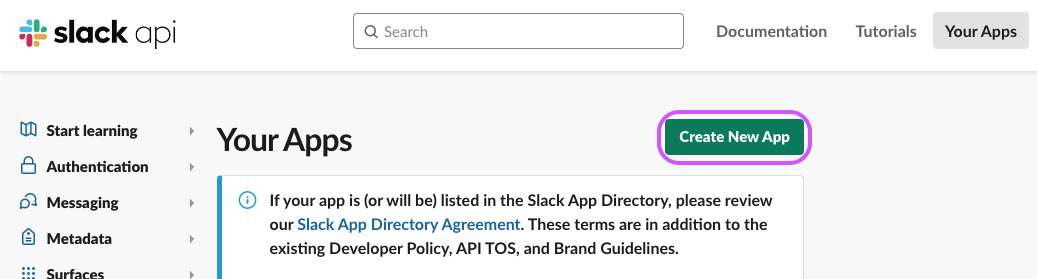 slack api
Search
Documentation
Tutorials
Your Apps
Start learning
Authentication
Messaging
Metadata
Surfaces
Your Apps
Create New App
If your app is (or will be) listed in the Slack App Directory, please review
our Slack App Directory Agreement. These terms are in addition to the
existing Developer Policy, API TOS, and Brand Guidelines.